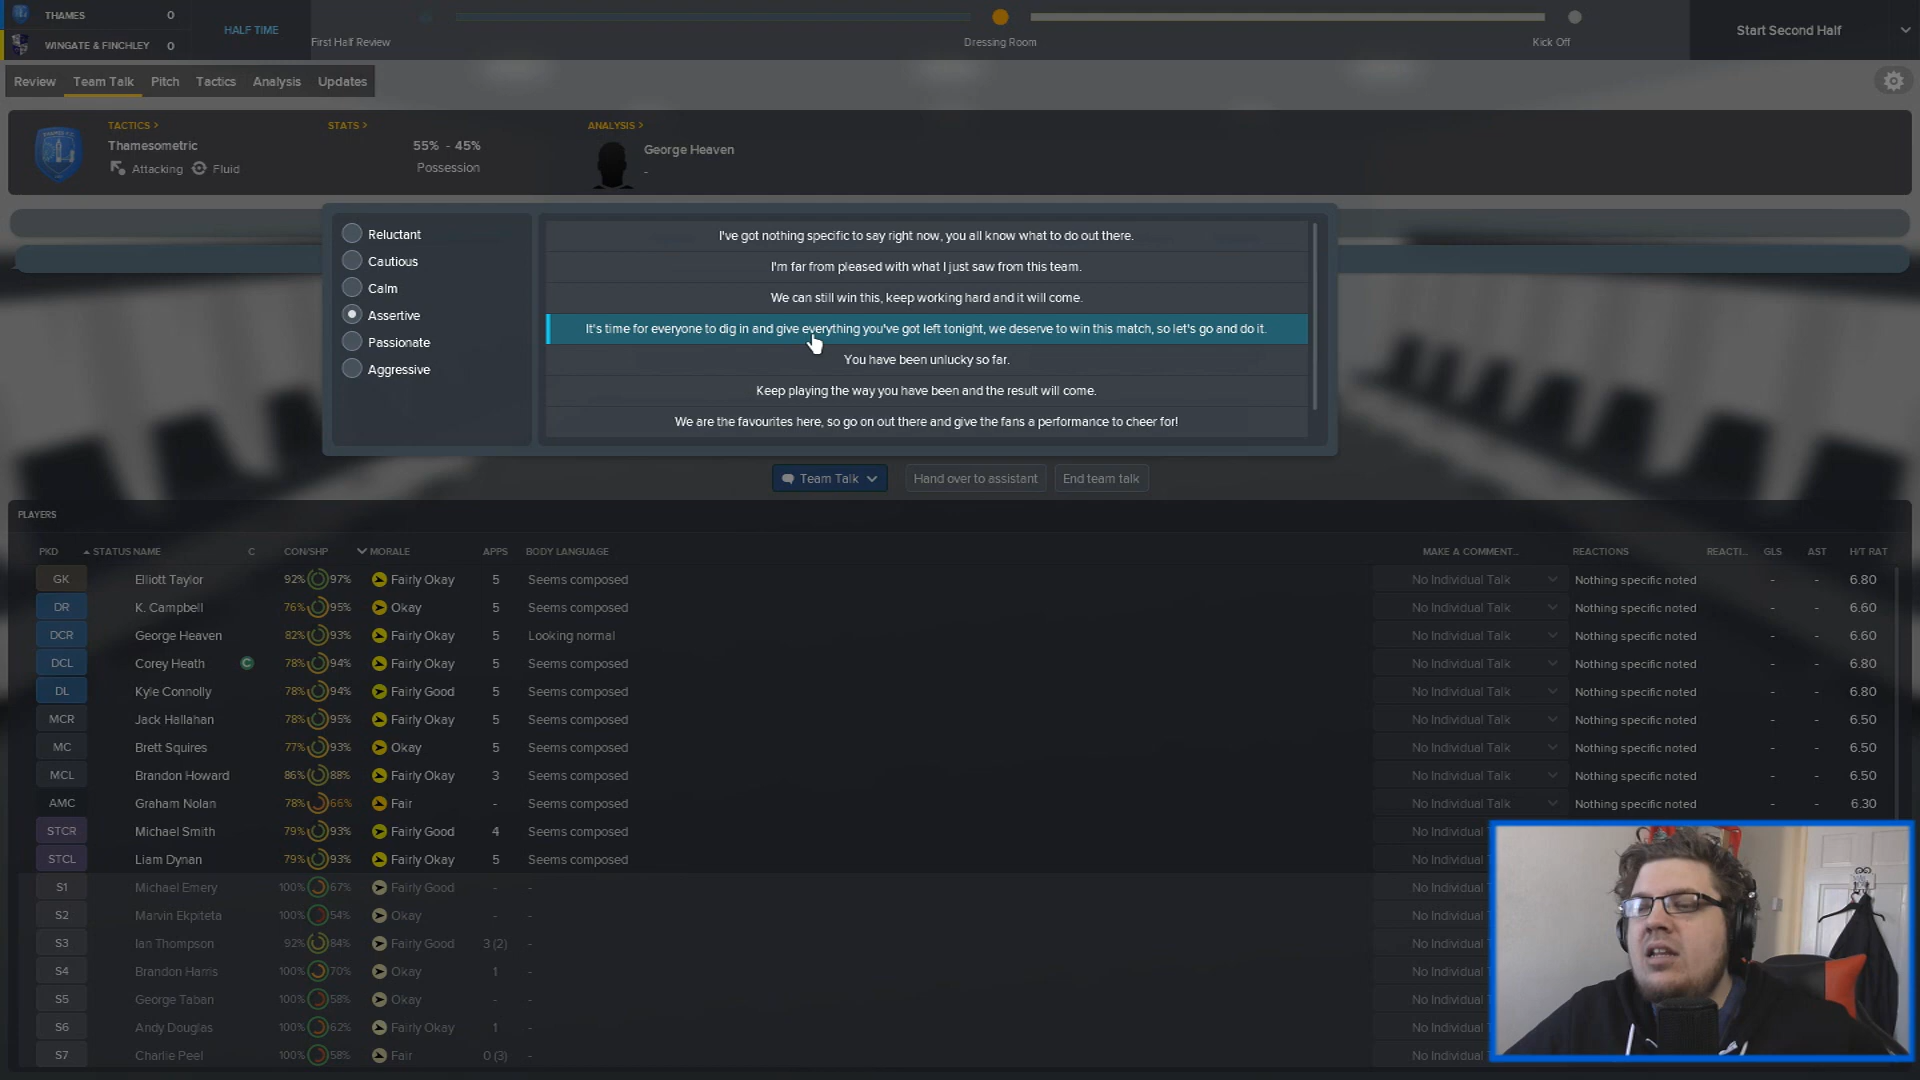 THAMES 0
WINGATE & FINCHLEY 0
HALF TIME
First Half Review
Dressing Room
Kick Off
Start Second Half
Review Team Talk Pitch Tactics Analysis Updates
TACTICS >
Thamesometric
Attacking Fluid
STATS >
55% - 45%
Possession
ANALYSIS >
George Heaven
-
Reluctant
Cautious
Calm
Assertive
Passionate
Aggressive
I've got nothing specific to say right now, you all know what to do out there.
I'm far from pleased with what I just saw from this team.
We can still win this, keep working hard and it will come.
It's time for everyone to dig in and give everything you've got left tonight, we deserve to win this match, so let's go and do it.
You have been unlucky so far.
Keep playing the way you have been and the result will come.
We are the favourites here, so go on out there and give the fans a performance to cheer for!
Team Talk Hand over to assistant End team talk
PLAYERS
PKD STATUS NAME C CON/SHP MORALE APPS BODY LANGUAGE MAKE A COMMENT... REACTIONS REACTI... GLS AST H/T RAT
GK Elliott Taylor 92% 97% Fairly Okay 5 Seems composed No Individual Talk Nothing specific noted - - 6.80
DR K. Campbell 76% 95% Okay 5 Seems composed No Individual Talk Nothing specific noted - - 6.60
DCR George Heaven 82% 93% Fairly Okay 5 Looking normal No Individual Talk Nothing specific noted - - 6.60
DCL Corey Heath C 78% 94% Fairly Okay 5 Seems composed No Individual Talk Nothing specific noted - - 6.80
DL Kyle Connolly 78% 94% Fairly Good 5 Seems composed No Individual Talk Nothing specific noted - - 6.80
MCR Jack Hallahan 78% 95% Fairly Okay 5 Seems composed No Individual Talk Nothing specific noted - - 6.50
MC Brett Squires 77% 93% Okay 5 Seems composed No Individual Talk Nothing specific noted - - 6.50
MCL Brandon Howard 86% 88% Fairly Okay 3 Seems composed No Individual Talk Nothing specific noted - - 6.50
AMC Graham Nolan 78% 66% Fair - Seems composed No Individual Talk Nothing specific noted - - 6.30
STCR Michael Smith 79% 93% Fairly Good 4 Seems composed No Individual
STCL Liam Dynan 79% 93% Fairly Okay 5 Seems composed No Individual
S1 Michael Emery 100% 67% Fairly Good - - No Individual
S2 Marvin Ekpiteta 100% 54% Okay - - No Individual
S3 Ian Thompson 92% 84% Fairly Good 3 (2) - No Individual
S4 Brandon Harris 100% 70% Okay 1 - No Individual
S5 George Taban 100% 58% Okay - - No Individual
S6 Andy Douglas 100% 62% Fairly Okay 1 - No Individual
S7 Charlie Peel 100% 58% Fair 0 (3) - No Individual